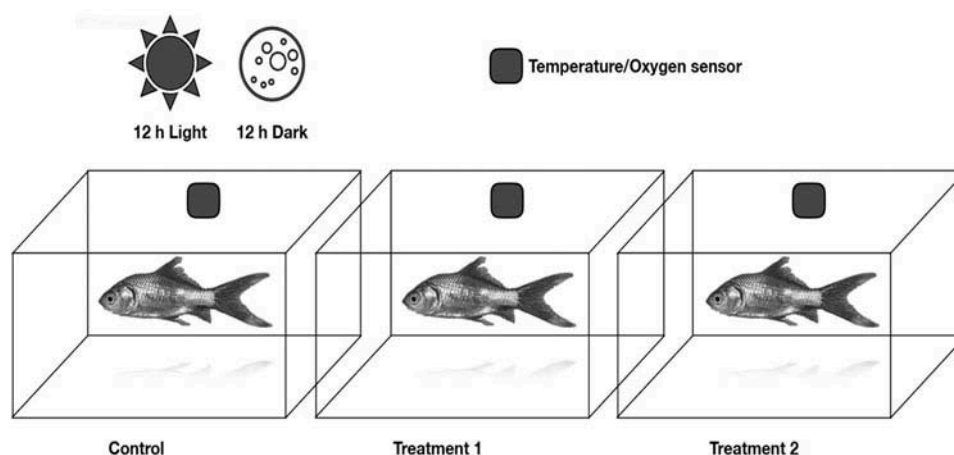 Temperature/Oxygen sensor
12 h Light
12 h Dark
Control
Treatment 1
Treatment 2